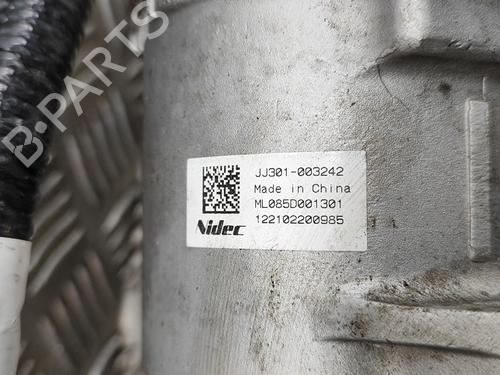 B-PARTS
JJ301-003242
Made in China
ML085D001301
122102200985
Nidec